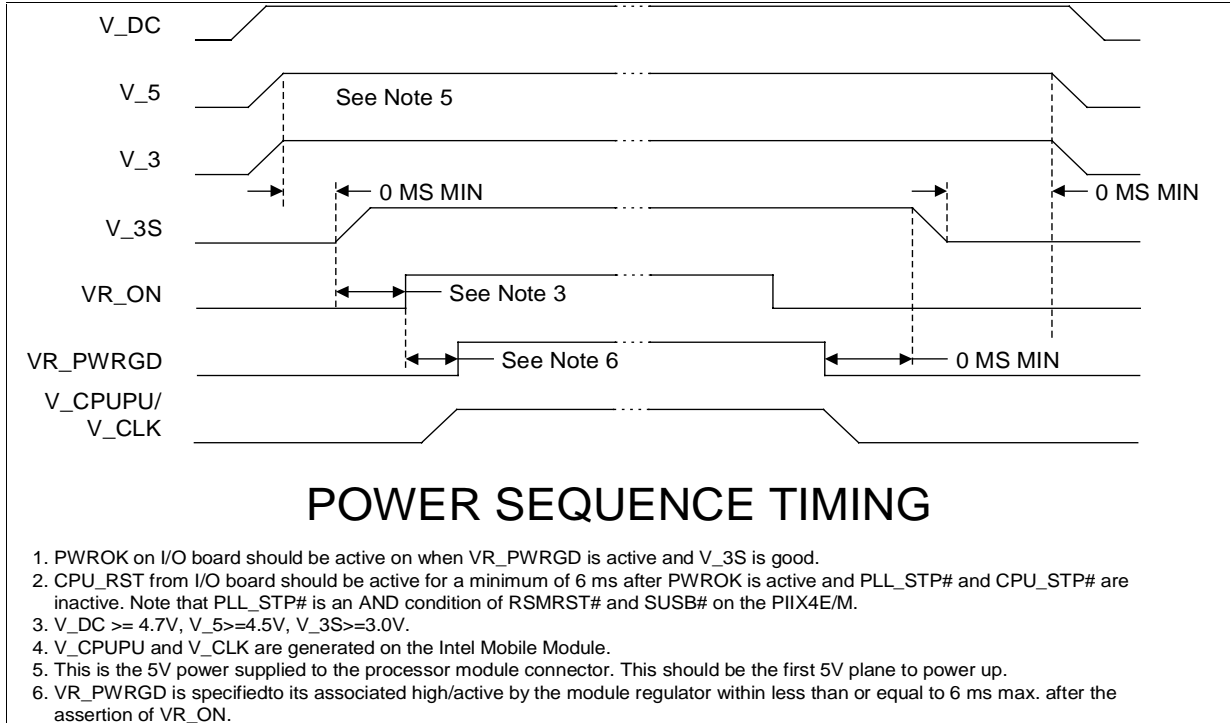 V_DC
V_5
See Note 5
V_3
0 MS MIN
0 MS MIN
V_3S
VR_ON
See Note 3
VR_PWRGD
See Note 6
0 MS MIN
V_CPUPU/
V_CLK
POWER SEQUENCE TIMING
1. PWROK on I/O board should be active on when VR_PWRGD is active and V_3S is good.
2. CPU_RST from I/O board should be active for a minimum of 6 ms after PWROK is active and PLL_STP# and CPU_STP# are
inactive. Note that PLL_STP# is an AND condition of RSMRST# and SUSB# on the PIIX4E/M.
3. V_DC >= 4.7V, V_5>=4.5V, V_3S>=3.0V.
4. V_CPUPU and V_CLK are generated on the Intel Mobile Module.
5. This is the 5V power supplied to the processor module connector. This should be the first 5V plane to power up.
6. VR_PWRGD is specifiedto its associated high/active by the module regulator within less than or equal to 6 ms max. after the
assertion of VR_ON.